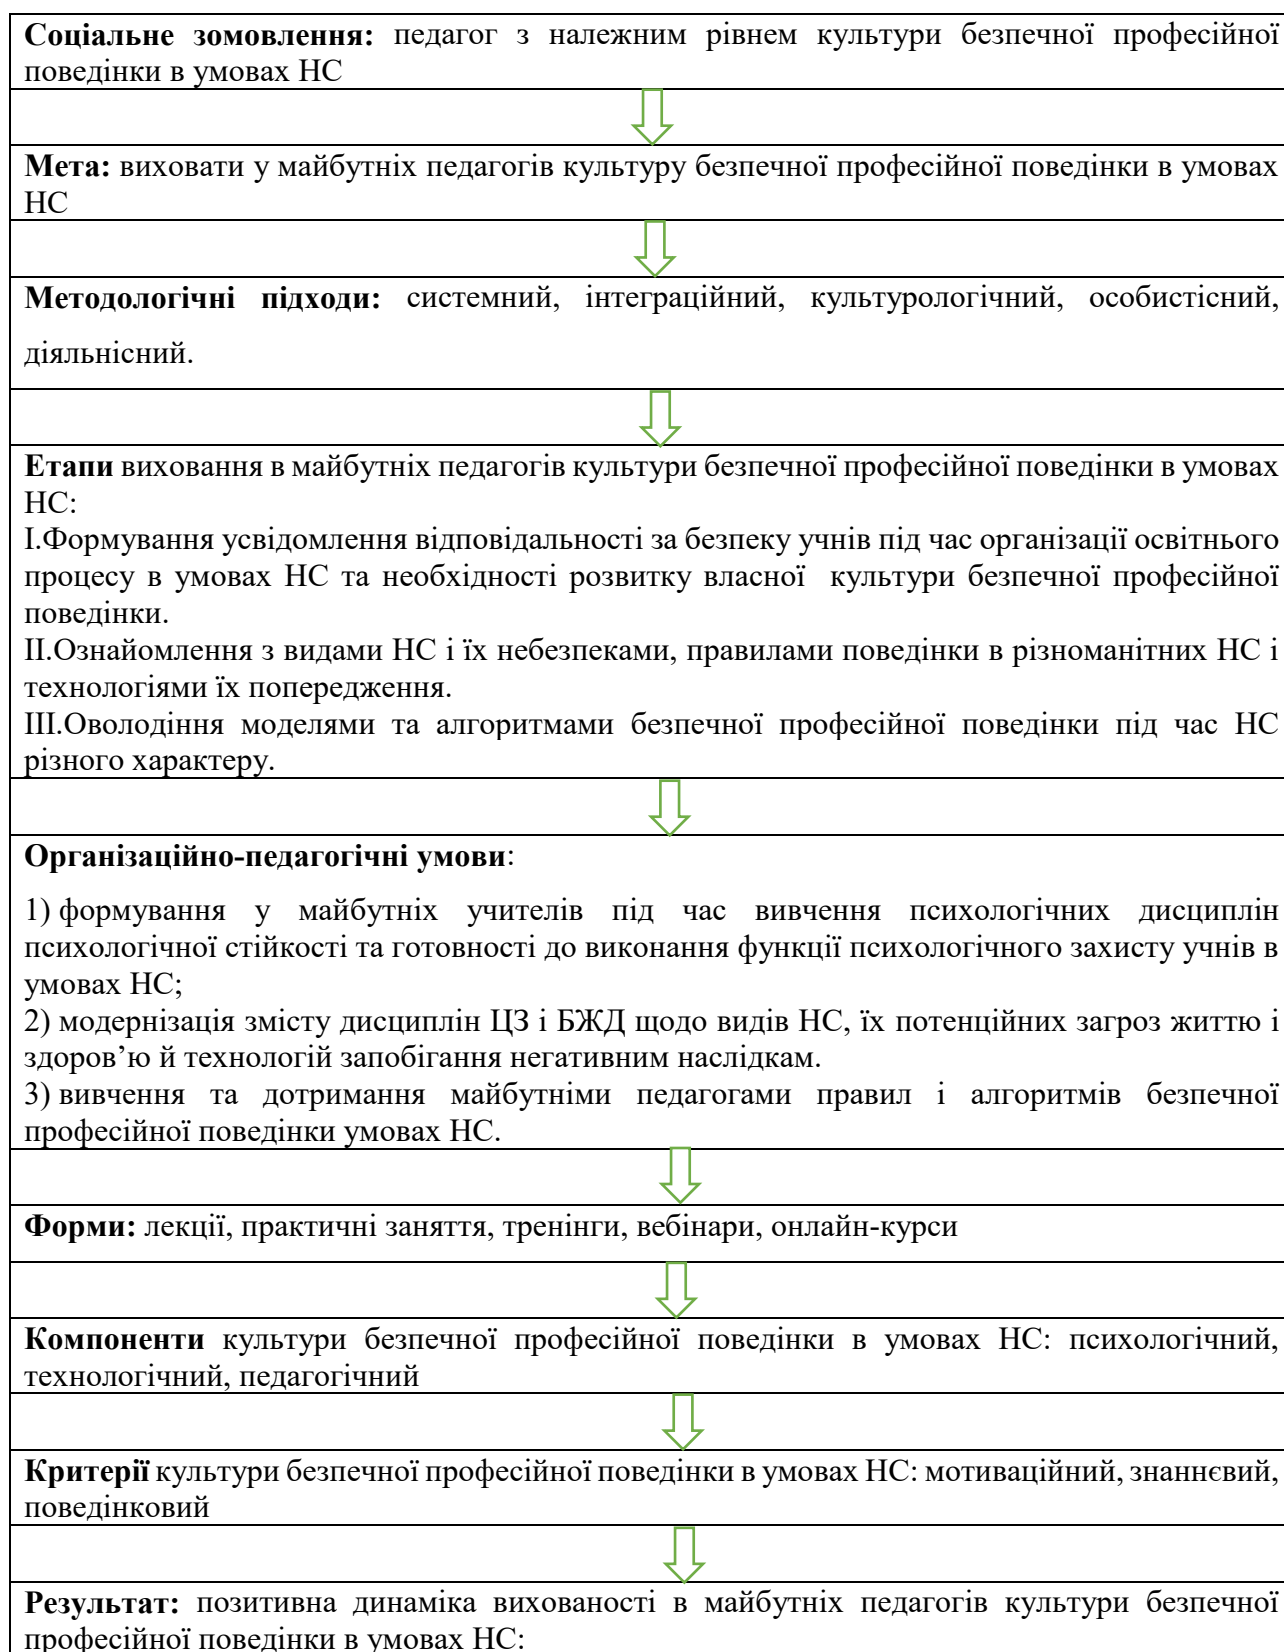 Соціальне зомовлення: педагог з належним рівнем культури безпечної професійної
поведінки в умовах НС
Мета: виховати у майбутніх педагогів культуру безпечної професійної поведінки в умовах
НС
Методологічні підходи: системний, інтеграційний, культурологічний, особистісний,
діяльнісний.
Етапи виховання в майбутніх педагогів культури безпечної професійної поведінки в умовах
НС:
І.Формування усвідомлення відповідальності за безпеку учнів під час організації освітнього
процесу в умовах НС та необхідності розвитку власної культури безпечної професійної
поведінки.
ІІ.Ознайомлення з видами НС і їх небезпеками, правилами поведінки в різноманітних НС і
технологіями їх попередження.
ІІІ.Оволодіння моделями та алгоритмами безпечної професійної поведінки під час НС
різного характеру.
Організаційно-педагогічні умови:
1) формування у майбутніх учителів під час вивчення психологічних дисциплін
психологічної стійкості та готовності до виконання функції психологічного захисту учнів в
умовах НС;
2) модернізація змісту дисциплін ЦЗ і БЖД щодо видів НС, їх потенційних загроз життю і
здоров’ю й технологій запобігання негативним наслідкам.
3) вивчення та дотримання майбутніми педагогами правил і алгоритмів безпечної
професійної поведінки умовах НС.
Форми: лекції, практичні заняття, тренінги, вебінари, онлайн-курси
Компоненти культури безпечної професійної поведінки в умовах НС: психологічний,
технологічний, педагогічний
Критерії культури безпечної професійної поведінки в умовах НС: мотиваційний, знаннєвий,
поведінковий
Результат: позитивна динаміка вихованості в майбутніх педагогів культури безпечної
професійної поведінки в умовах НС: